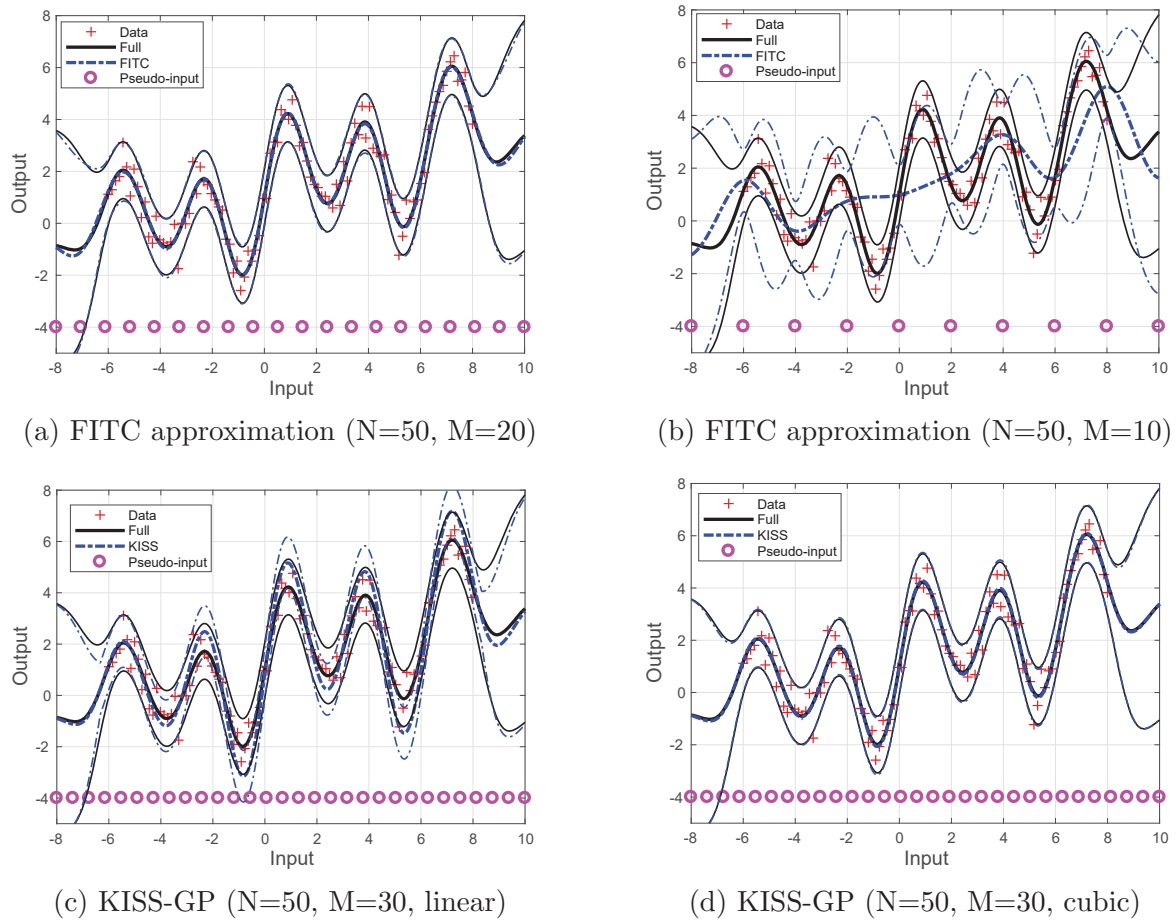 8
6
4
2
0
-2
-4
Output
Data
Full
FITC
Pseudo-input
-8 -6 -4 -2 0 2 4 6 8 10
Input
(a) FITC approximation (N=50, M=20)
8
6
4
2
0
-2
-4
Output
Data
Full
FITC
Pseudo-input
-8 -6 -4 -2 0 2 4 6 8 10
Input
(b) FITC approximation (N=50, M=10)
8
6
4
2
0
-2
-4
Output
Data
Full
KISS
Pseudo-input
-8 -6 -4 -2 0 2 4 6 8 10
Input
(c) KISS-GP (N=50, M=30, linear)
8
6
4
2
0
-2
-4
Output
Data
Full
KISS
Pseudo-input
-8 -6 -4 -2 0 2 4 6 8 10
Input
(d) KISS-GP (N=50, M=30, cubic)